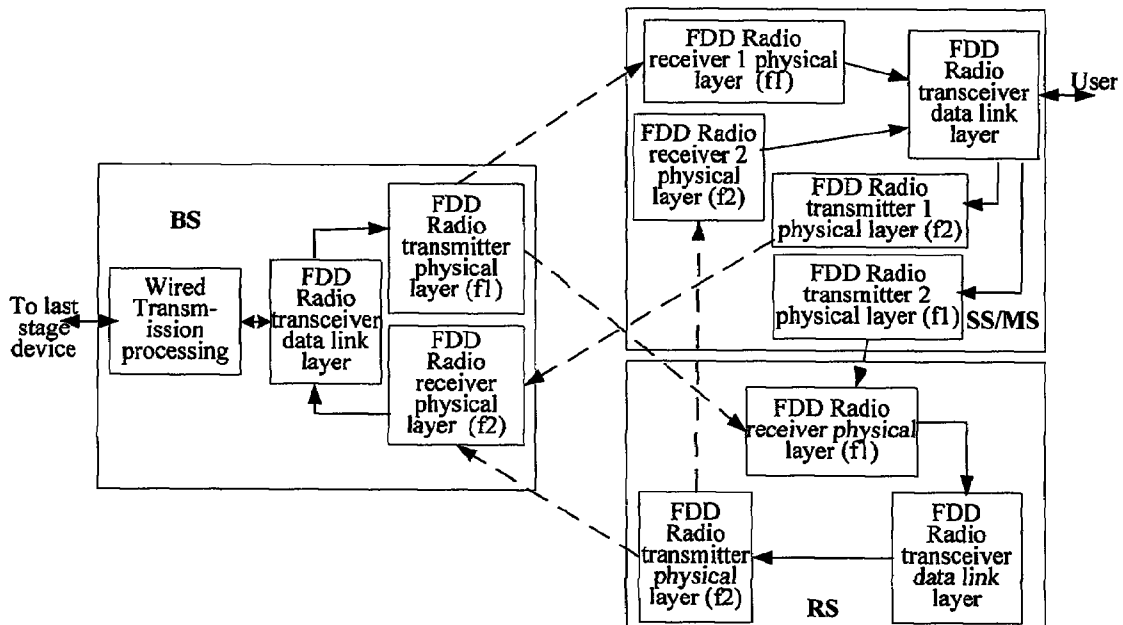 BS
To last
stage
device
Wired
Transm-
ission
processing
FDD
Radio
transceiver
data link
layer
FDD
Radio
transmitter
physical
layer (f1)
FDD
Radio
receiver
physical
layer (f2)
FDD Radio
receiver 1 physical
layer (f1)
FDD Radio
receiver 2
physical
layer (f2)
FDD
Radio
transceiver
data link
layer
User
FDD Radio
transmitter 1
physical layer (f2)
FDD Radio
transmitter 2
physical layer (f1)
SS/MS
FDD Radio
receiver physical
layer (f1)
FDD
Radio
transmitter
physical
layer (f2)
FDD
Radio
transceiver
data link
layer
RS